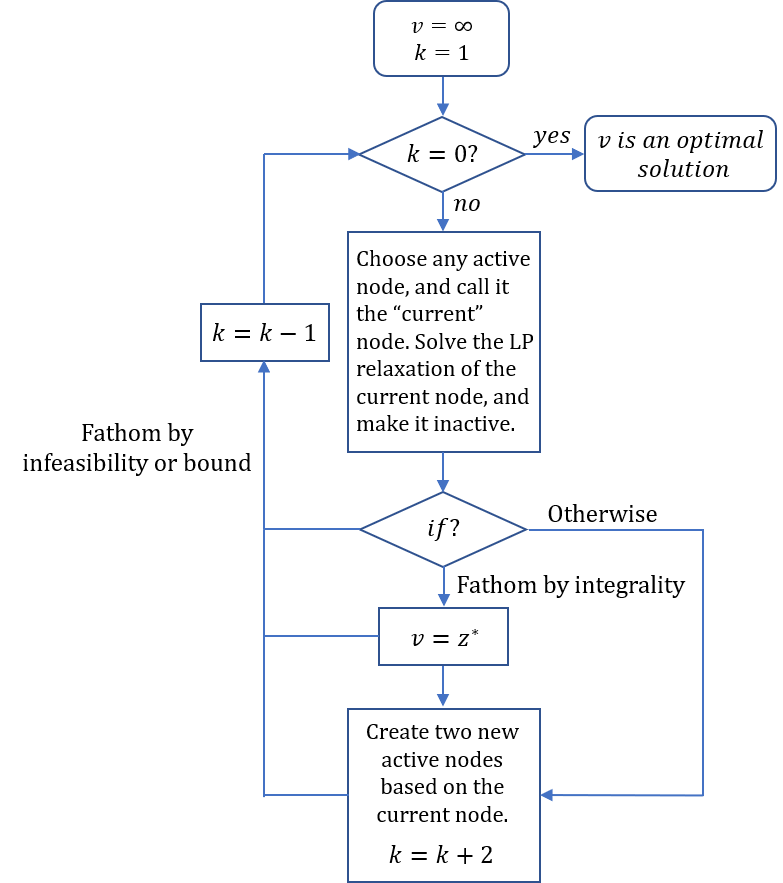 v = ∞
k = 1
k = 0?
yes
v is an optimal
solution
no
Choose any active
node, and call it
the “current”
node. Solve the LP
relaxation of the
current node, and
make it inactive.
k = k − 1
Fathom by
infeasibility or bound
if?
Otherwise
Fathom by integrality
v = z*
Create two new
active nodes
based on the
current node.
k = k + 2